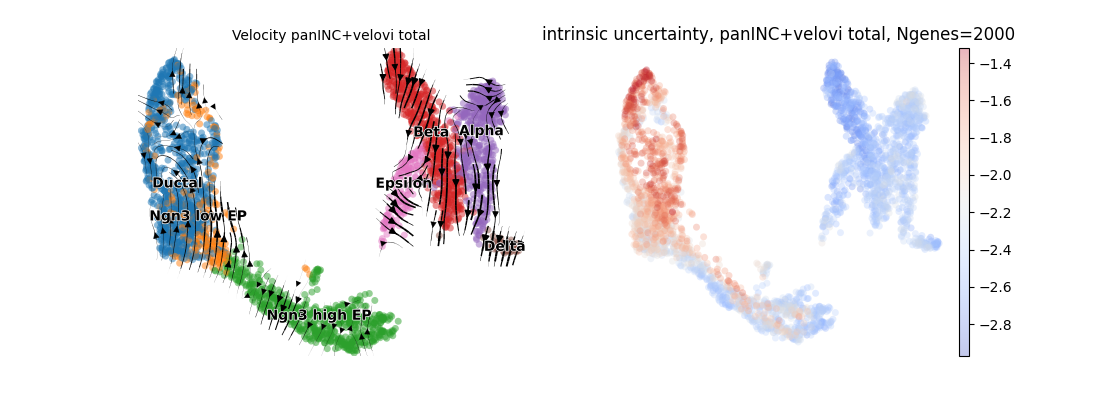 Velocity panINC+velovi total
Beta
Alpha
Ductal
Epsilon
Ngn3 low EP
Delta
Ngn3 high EP
intrinsic uncertainty, panINC+velovi total, Ngenes=2000
−1.4
−1.6
−1.8
−2.0
−2.2
−2.4
−2.6
−2.8